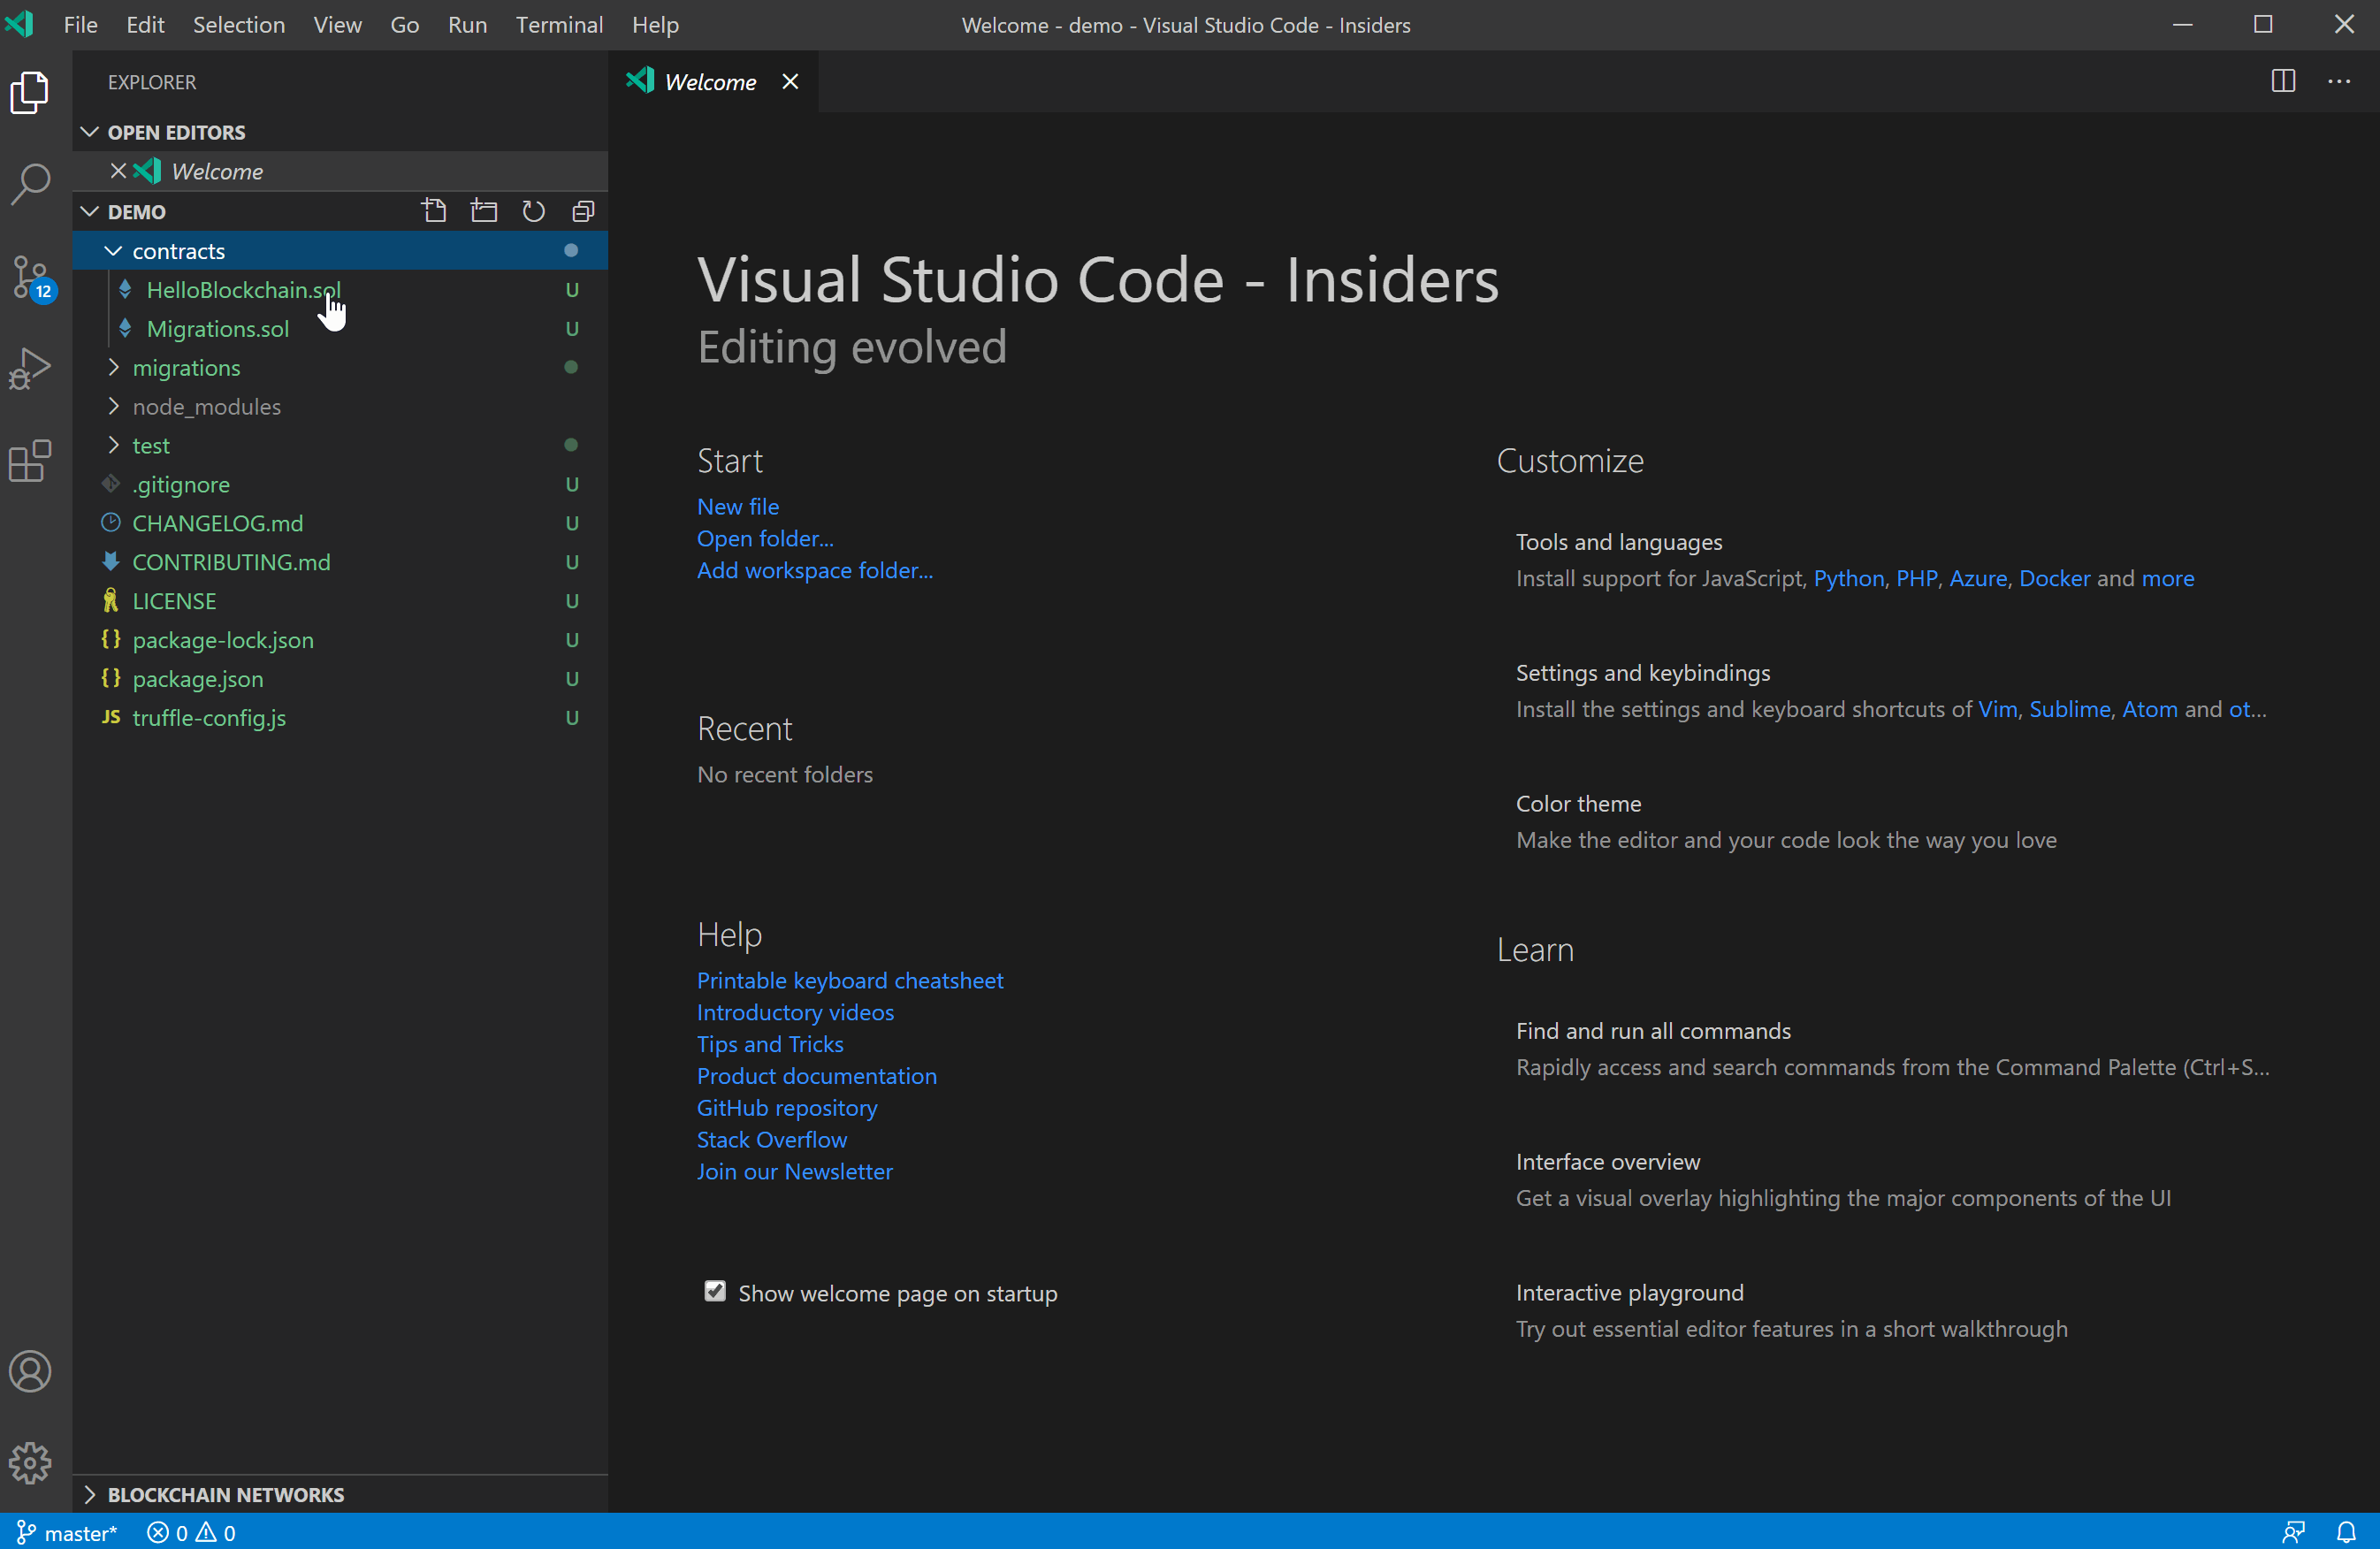 File Edit Selection View Go Run Terminal Help
Welcome - demo - Visual Studio Code - Insiders
EXPLORER
OPEN EDITORS
Welcome
DEMO
contracts
HelloBlockchain.sol U
Migrations.sol U
migrations
node_modules
test
.gitignore U
CHANGELOG.md U
CONTRIBUTING.md U
LICENSE U
{} package-lock.json U
{} package.json U
JS truffle-config.js U
BLOCKCHAIN NETWORKS
12
Welcome
Visual Studio Code - Insiders
Editing evolved
Start
New file
Open folder...
Add workspace folder...
Recent
No recent folders
Help
Printable keyboard cheatsheet
Introductory videos
Tips and Tricks
Product documentation
GitHub repository
Stack Overflow
Join our Newsletter
Show welcome page on startup
Customize
Tools and languages
Install support for JavaScript, Python, PHP, Azure, Docker and more
Settings and keybindings
Install the settings and keyboard shortcuts of Vim, Sublime, Atom and ot...
Color theme
Make the editor and your code look the way you love
Learn
Find and run all commands
Rapidly access and search commands from the Command Palette (Ctrl+S...
Interface overview
Get a visual overlay highlighting the major components of the UI
Interactive playground
Try out essential editor features in a short walkthrough
master* 0 0